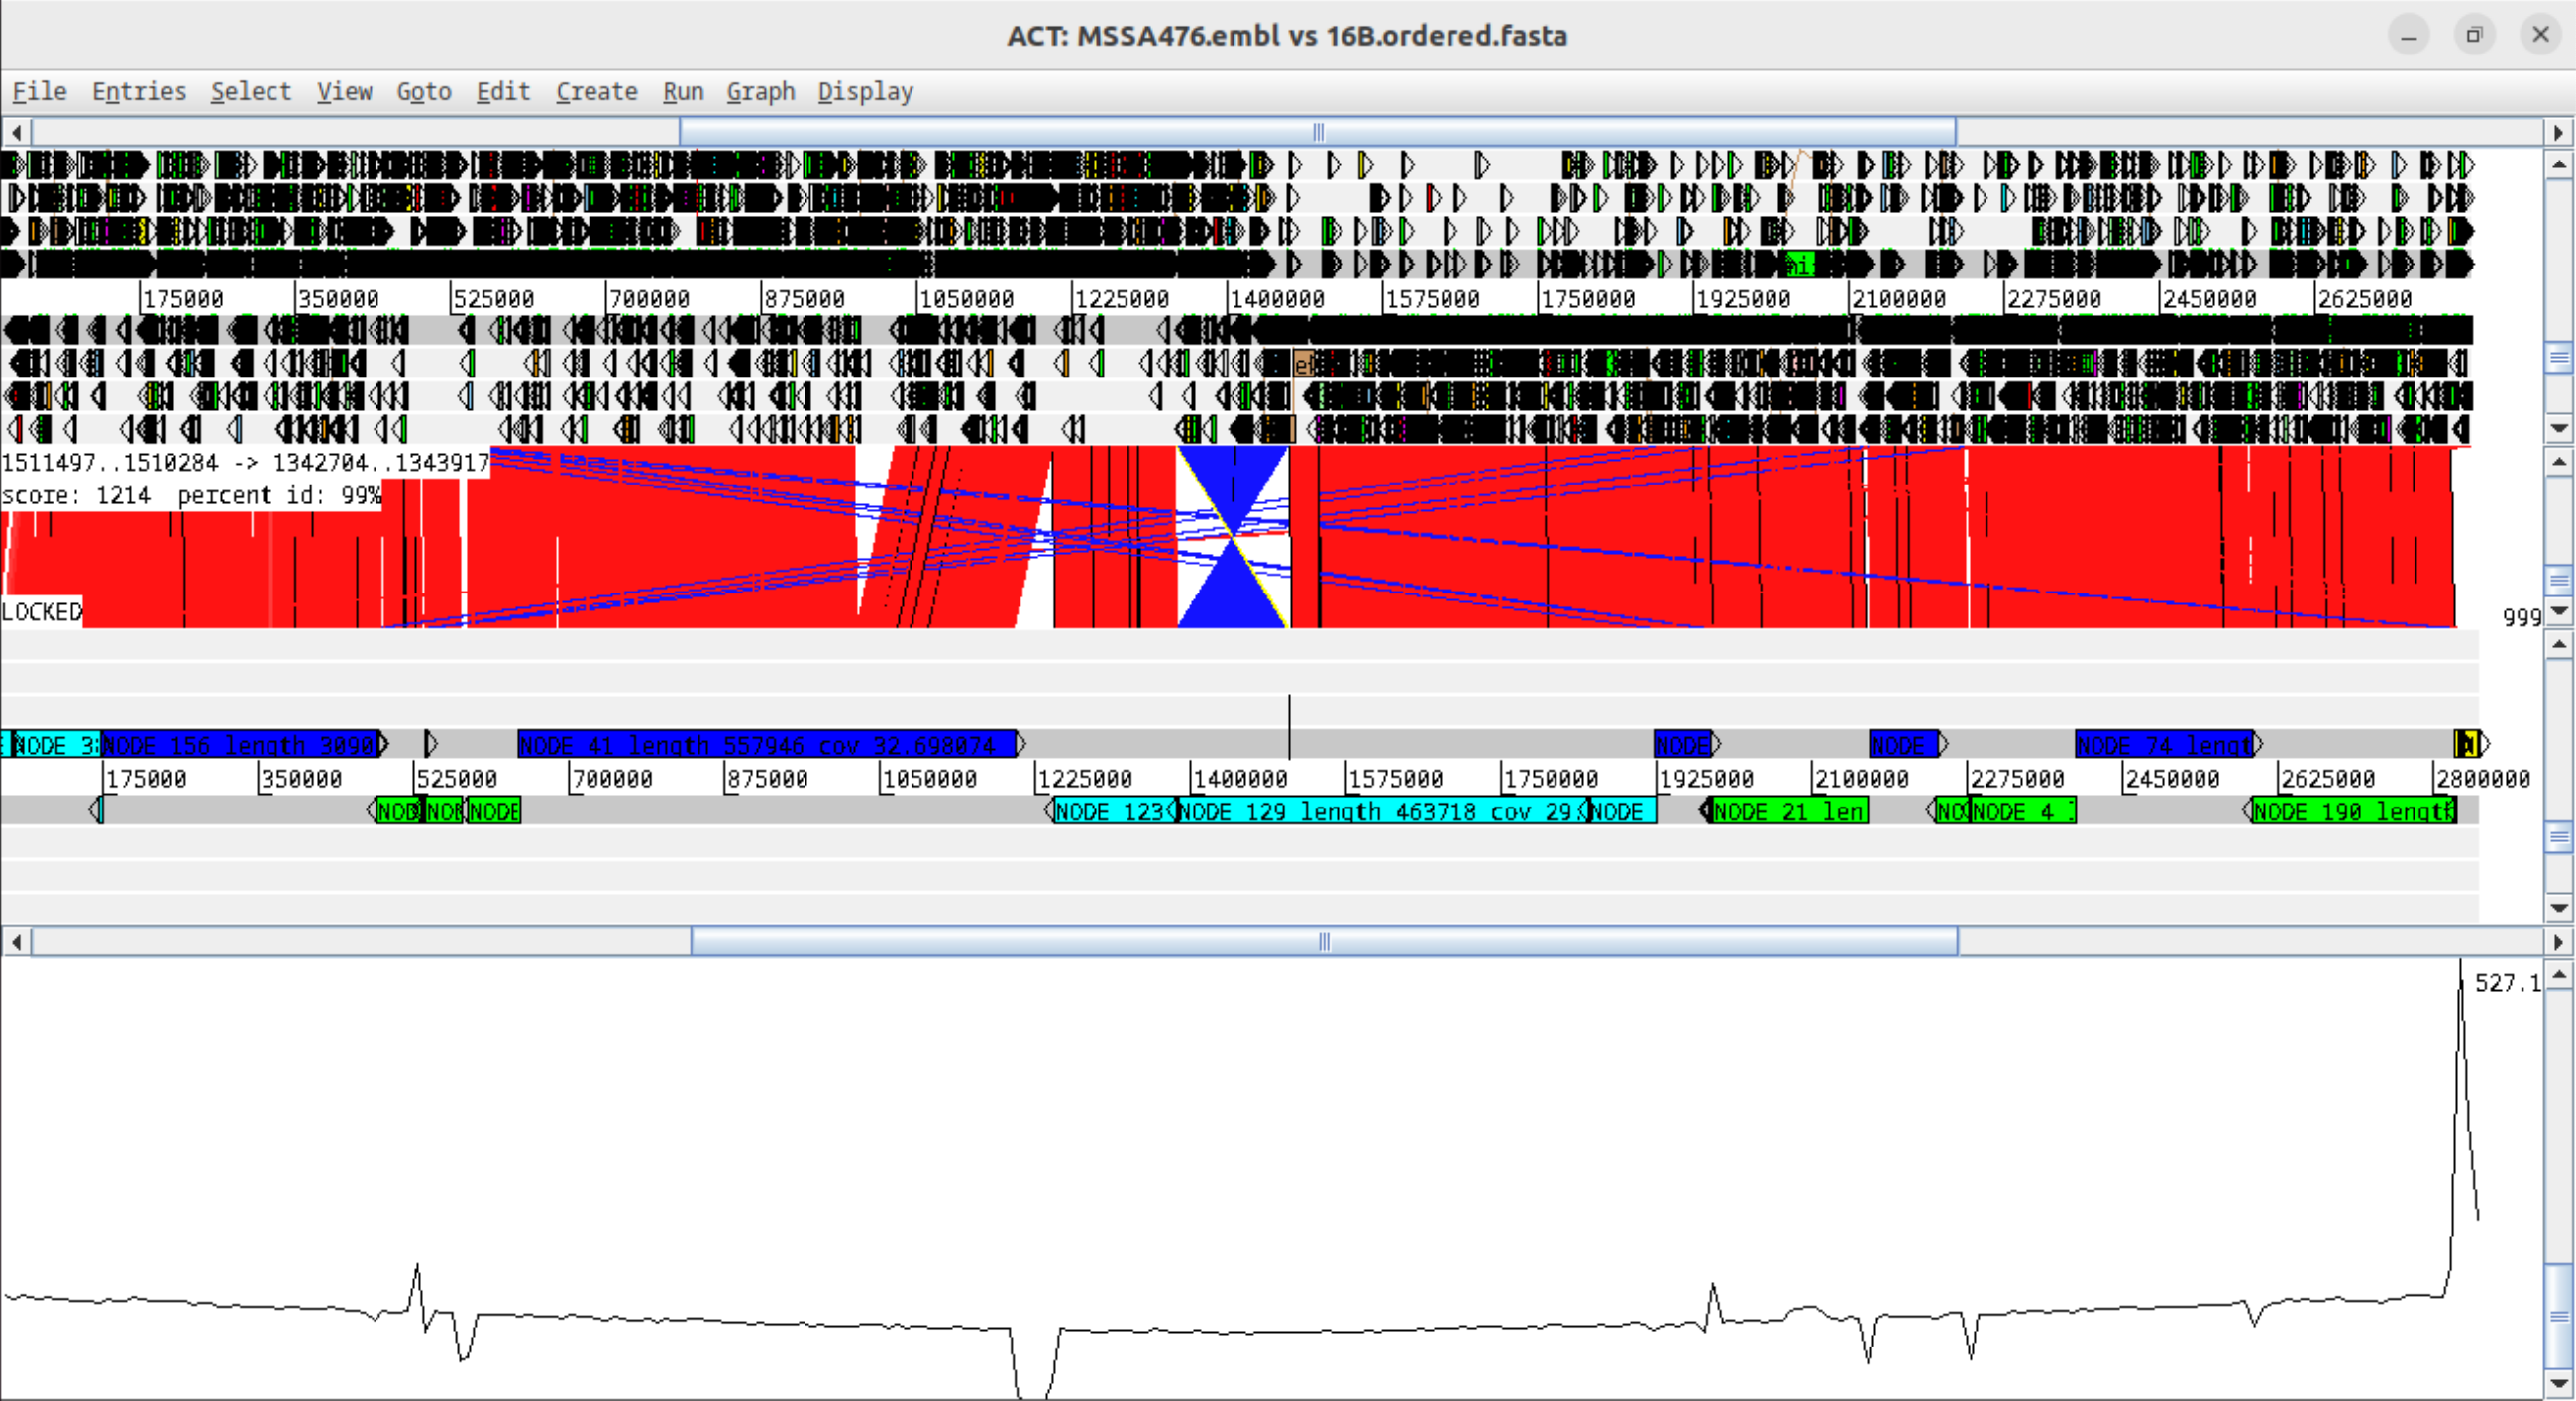 ACT: MSSA476.embl vs 16B.ordered.fasta
File Entries Select View Goto Edit Create Run Graph Display
175000 350000 525000 700000 875000 1050000 1225000 1400000 1575000 1750000 1925000 2100000 2275000 2450000 2625000
1511497..1510284 -> 1342704..1343917
score: 1214 percent id: 99%
LOCKED
999
NODE 3 NODE 156 length 3090 NODE 41 length 557946 cov 32.698074 NODE NODE NODE 74 lengt
175000 350000 525000 700000 875000 1050000 1225000 1400000 1575000 1750000 1925000 2100000 2275000 2450000 2625000 2800000
NOD NOD NODE NODE 123 NODE 129 length 463718 cov 29. NODE NODE 21 len NO NODE 4 NODE 190 length
527.1